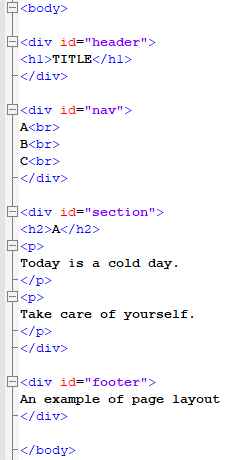 <body>
<div id="header">
<h1>TITLE</h1>
</div>
<div id="nav">
A<br>
B<br>
C<br>
</div>
<div id="section">
<h2>A</h2>
<p>
Today is a cold day.
</p>
<p>
Take care of yourself.
</p>
</div>
<div id="footer">
An example of page layout
</div>
</body>